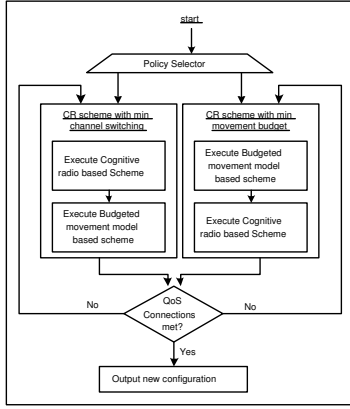 start
Policy Selector
CR scheme with min
channel switching
Execute Cognitive
radio based Scheme
Execute Budgeted
movement model
based scheme
CR scheme with min
movement budget
Execute Budgeted
movement model
based scheme
Execute Cognitive
radio based Scheme
No
QoS
Connections
met?
No
Yes
Output new configuration